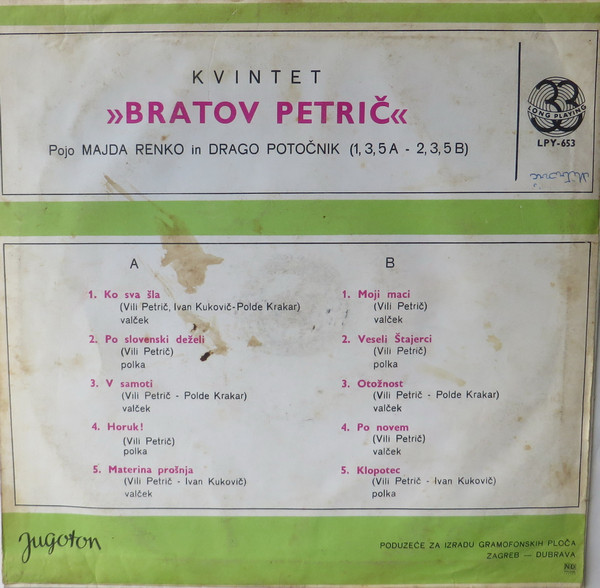 KVINTET
»BRATOV PETRIČ«
Pojo MAJDA RENKO in DRAGO POTOČNIK (1, 3, 5 A - 2, 3, 5 B)
33
LONG PLAYING
LPY-653
A
1. Ko sva šla
(Vili Petrič, Ivan Kukovič-Polde Krakar)
valček
2. Po slovenski deželi
(Vili Petrič)
polka
3. V samoti
(Vili Petrič - Polde Krakar)
valček
4. Horuk!
(Vili Petrič)
polka
5. Materina prošnja
(Vili Petrič - Ivan Kukovič)
valček
B
1. Moji maci
(Vili Petrič)
valček
2. Veseli Štajerci
(Vili Petrič)
polka
3. Otožnost
(Vili Petrič - Polde Krakar)
valček
4. Po novem
(Vili Petrič)
valček
5. Klopotec
(Vili Petrič - Ivan Kukovič)
polka
Jugoton
PODUZEĆE ZA IZRADU GRAMOFONSKIH PLOČA
ZAGREB — DUBRAVA